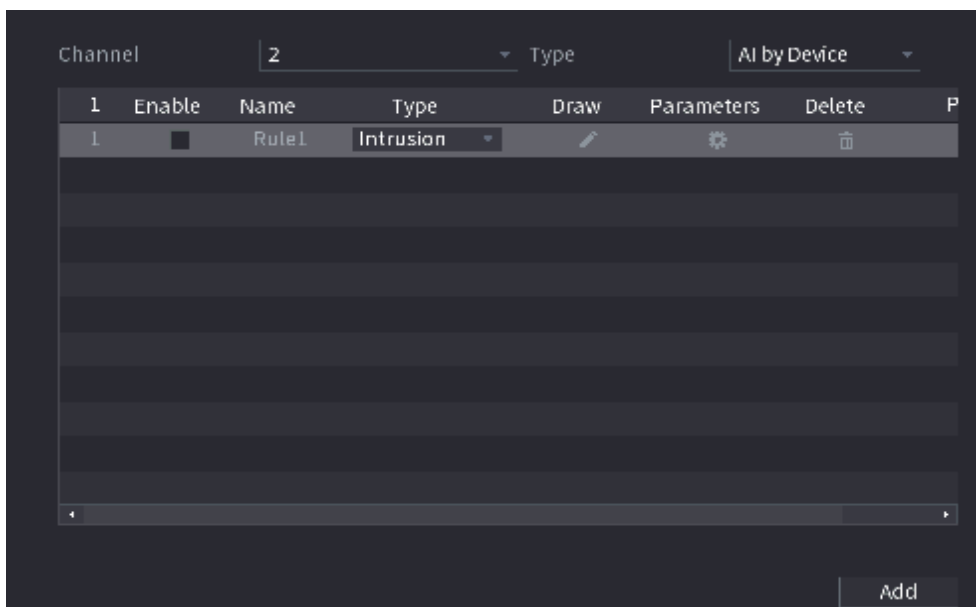 Channel 2 Type AI by Device
1 Enable Name Type Draw Parameters Delete P
1 Rule1 Intrusion
Add